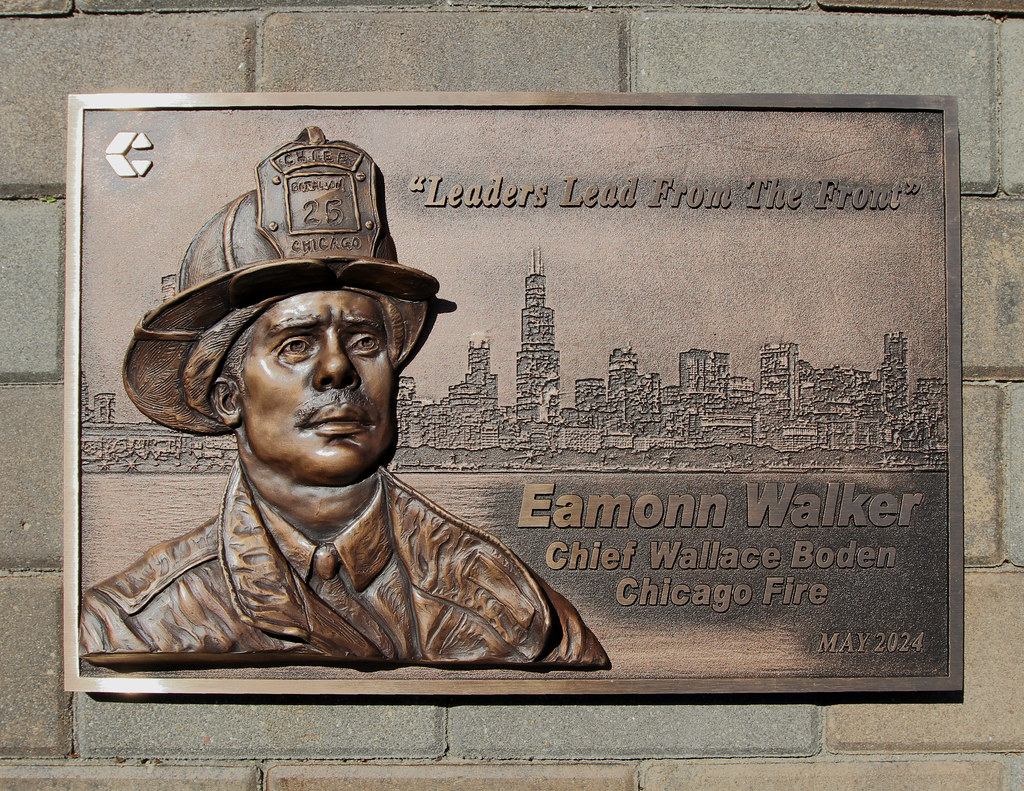 CHIEF
BATTALION
25
CHICAGO
“Leaders Lead From The Front”
Eamonn Walker
Chief Wallace Boden
Chicago Fire
MAY 2024